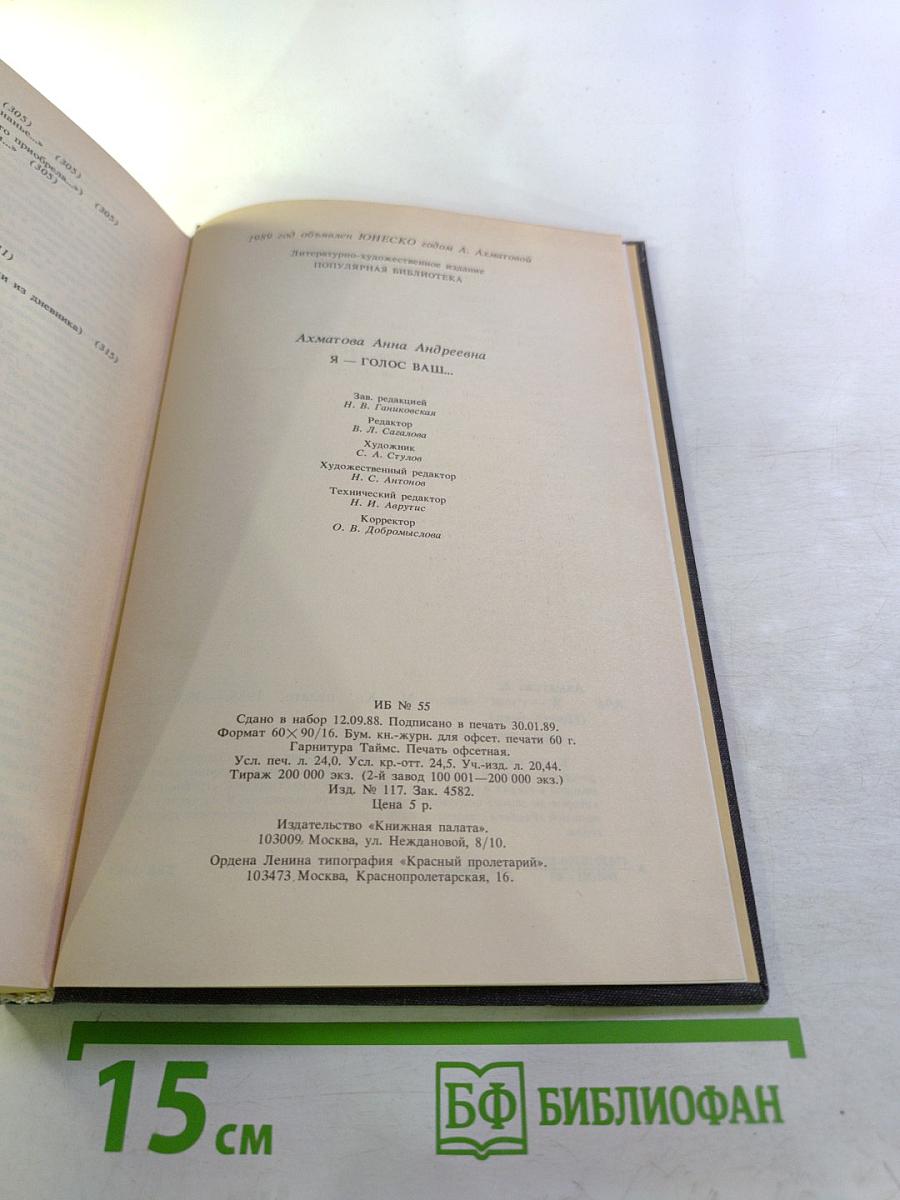 (305)
нанье...» (305)
го приобрела...»)
(305)
(305)
1)
и из дневника) (315)
1989 год объявлен ЮНЕСКО годом А. Ахматовой
Литературно-художественное издание
ПОПУЛЯРНАЯ БИБЛИОТЕКА
Ахматова Анна Андреевна
Я — ГОЛОС ВАШ...
Зав. редакцией
Н. В. Ганиковская
Редактор
В. Л. Сагалова
Художник
С. А. Стулов
Художественный редактор
Н. С. Антонов
Технический редактор
Н. И. Аврутис
Корректор
О. В. Добромыслова
ИБ № 55
Сдано в набор 12.09.88. Подписано в печать 30.01.89.
Формат 60×90/16. Бум. кн.-журн. для офсет. печати 60 г.
Гарнитура Таймс. Печать офсетная.
Усл. печ. л. 24,0. Усл. кр.-отт. 24,5. Уч.-изд. л. 20,44.
Тираж 200 000 экз. (2-й завод 100 001—200 000 экз.)
Изд. № 117. Зак. 4582.
Цена 5 р.
Издательство «Книжная палата».
103009 Москва, ул. Неждановой, 8/10.
Ордена Ленина типография «Красный пролетарий».
103473 Москва, Краснопролетарская, 16.
15 см
БФ БИБЛИОФАН